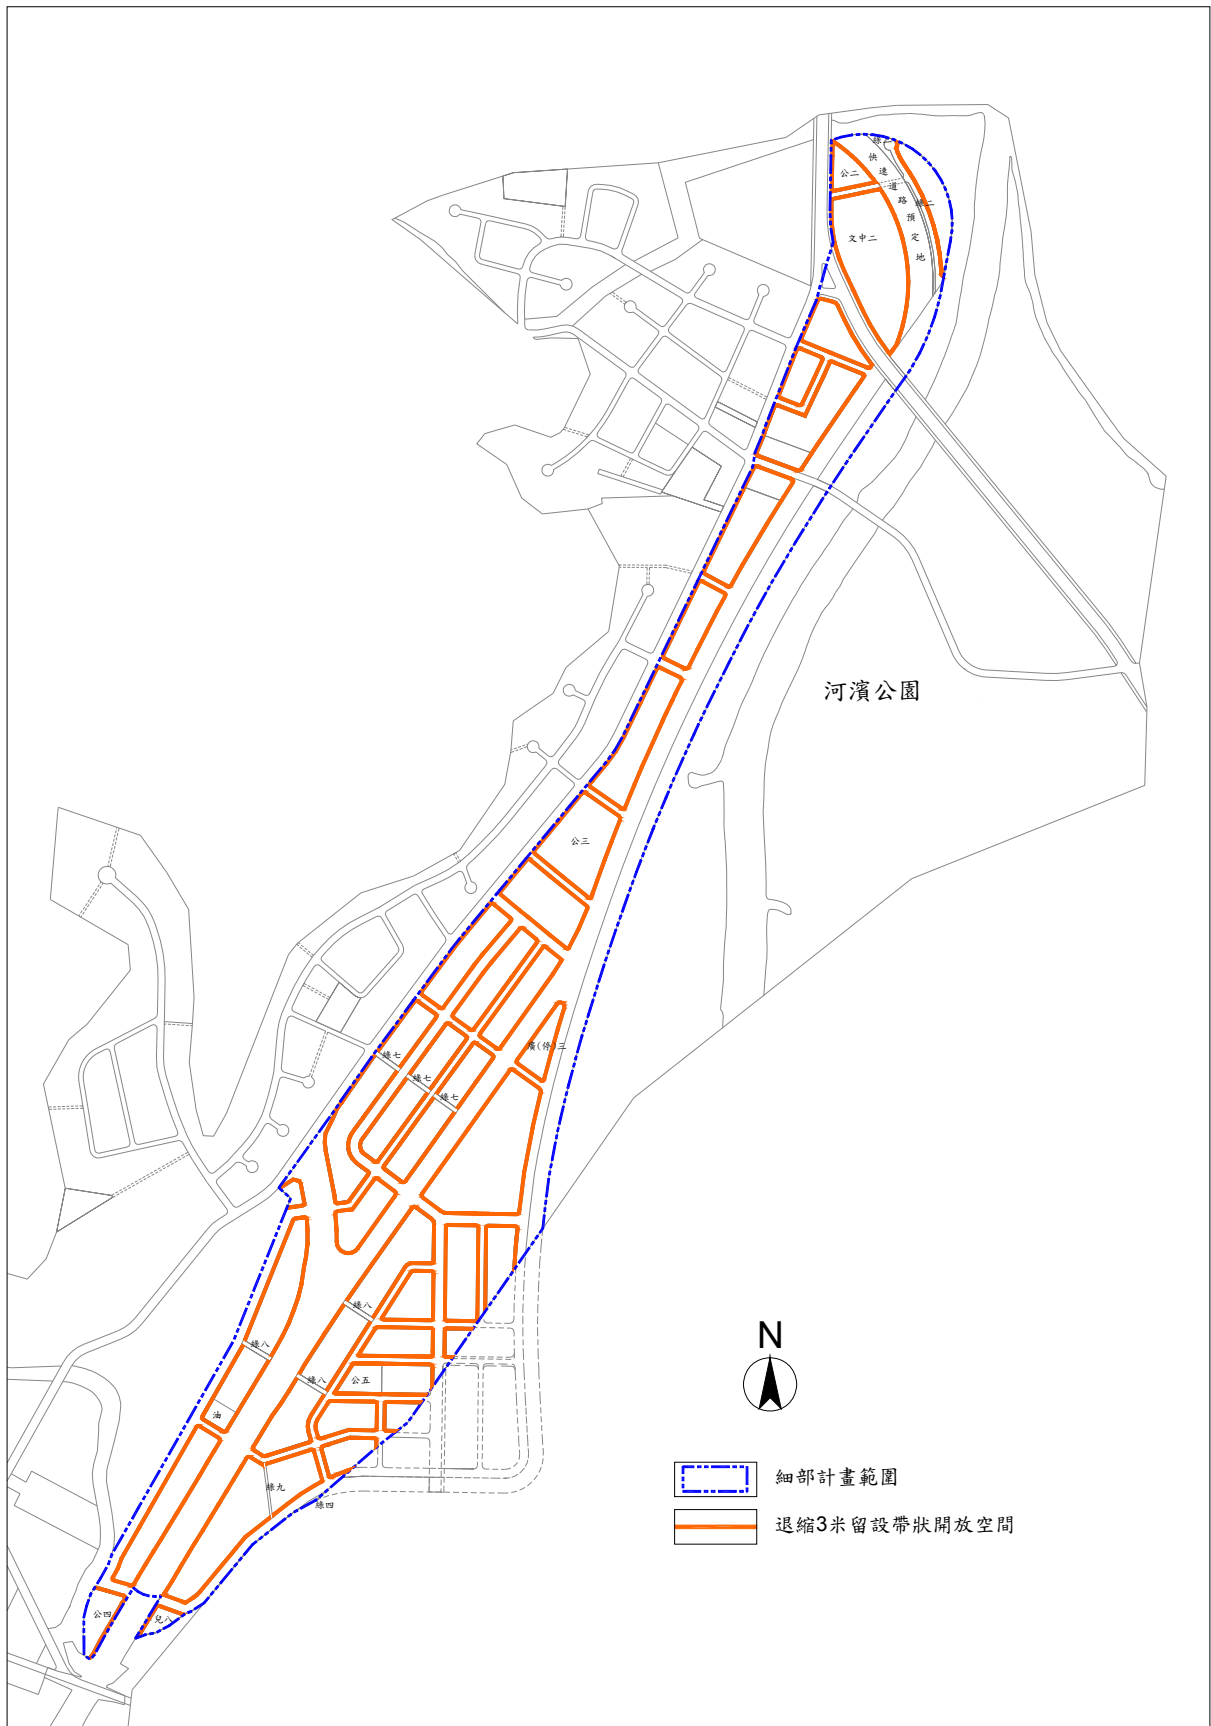 綠二
快
速
道
路
預
定
地
公二
綠二
文中二
河濱公園
公三
廣(停)三
綠七
綠七
綠七
綠八
綠八
綠八
公五
油
綠九
綠四
公四
兒八
N
細部計畫範圍
退縮3米留設帶狀開放空間